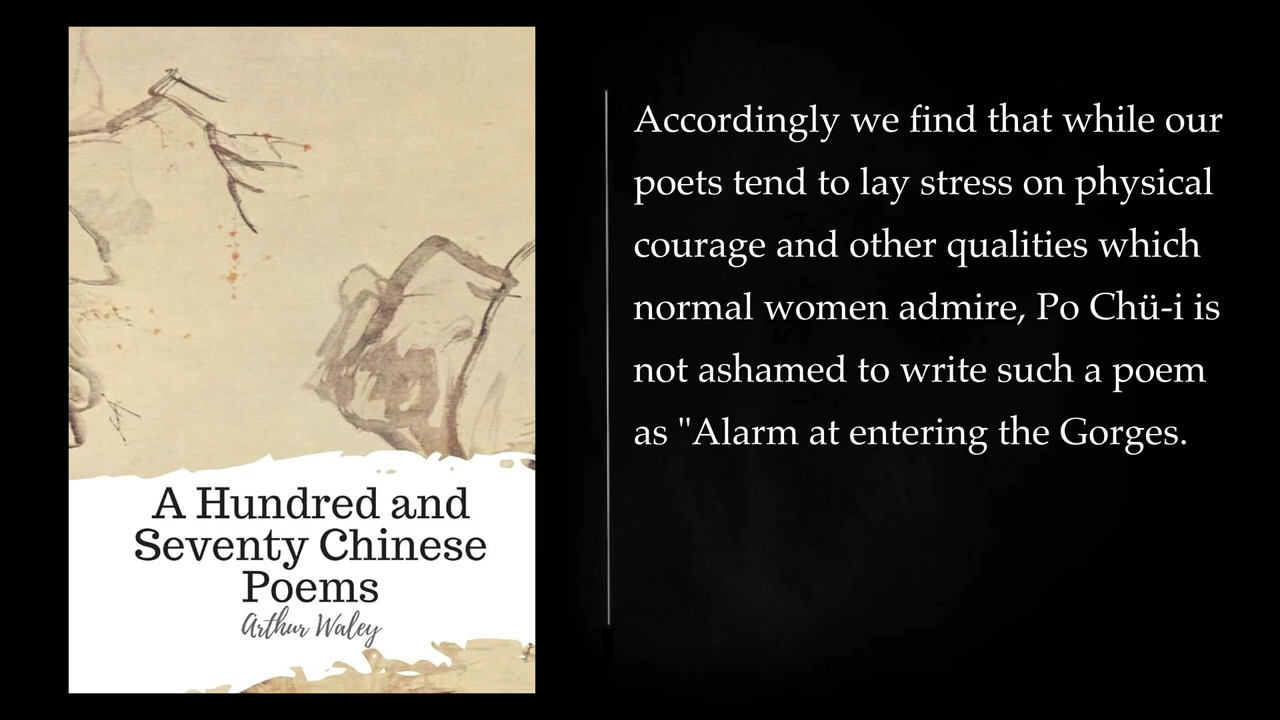 A Hundred and
Seventy Chinese
Poems
Arthur Waley
Accordingly we find that while our
poets tend to lay stress on physical
courage and other qualities which
normal women admire, Po Chü-i is
not ashamed to write such a poem
as "Alarm at entering the Gorges.